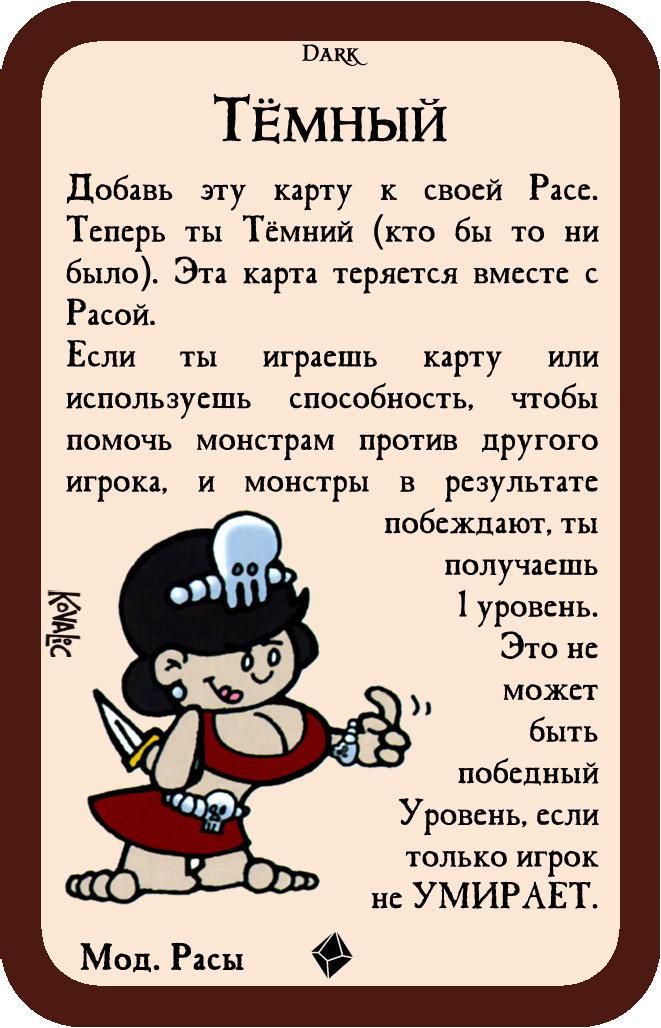 Dark
Тёмный
Добавь эту карту к своей Расе.
Теперь ты Тёмний (кто бы то ни
было). Эта карта теряется вместе с
Расой.
Если ты играешь карту или
используешь способность, чтобы
помочь монстрам против другого
игрока, и монстры в результате
побеждают, ты
получаешь
1 уровень.
Это не
может
быть
победный
Уровень, если
только игрок
не УМИРАЕТ.
Kovalic
Мод. Расы